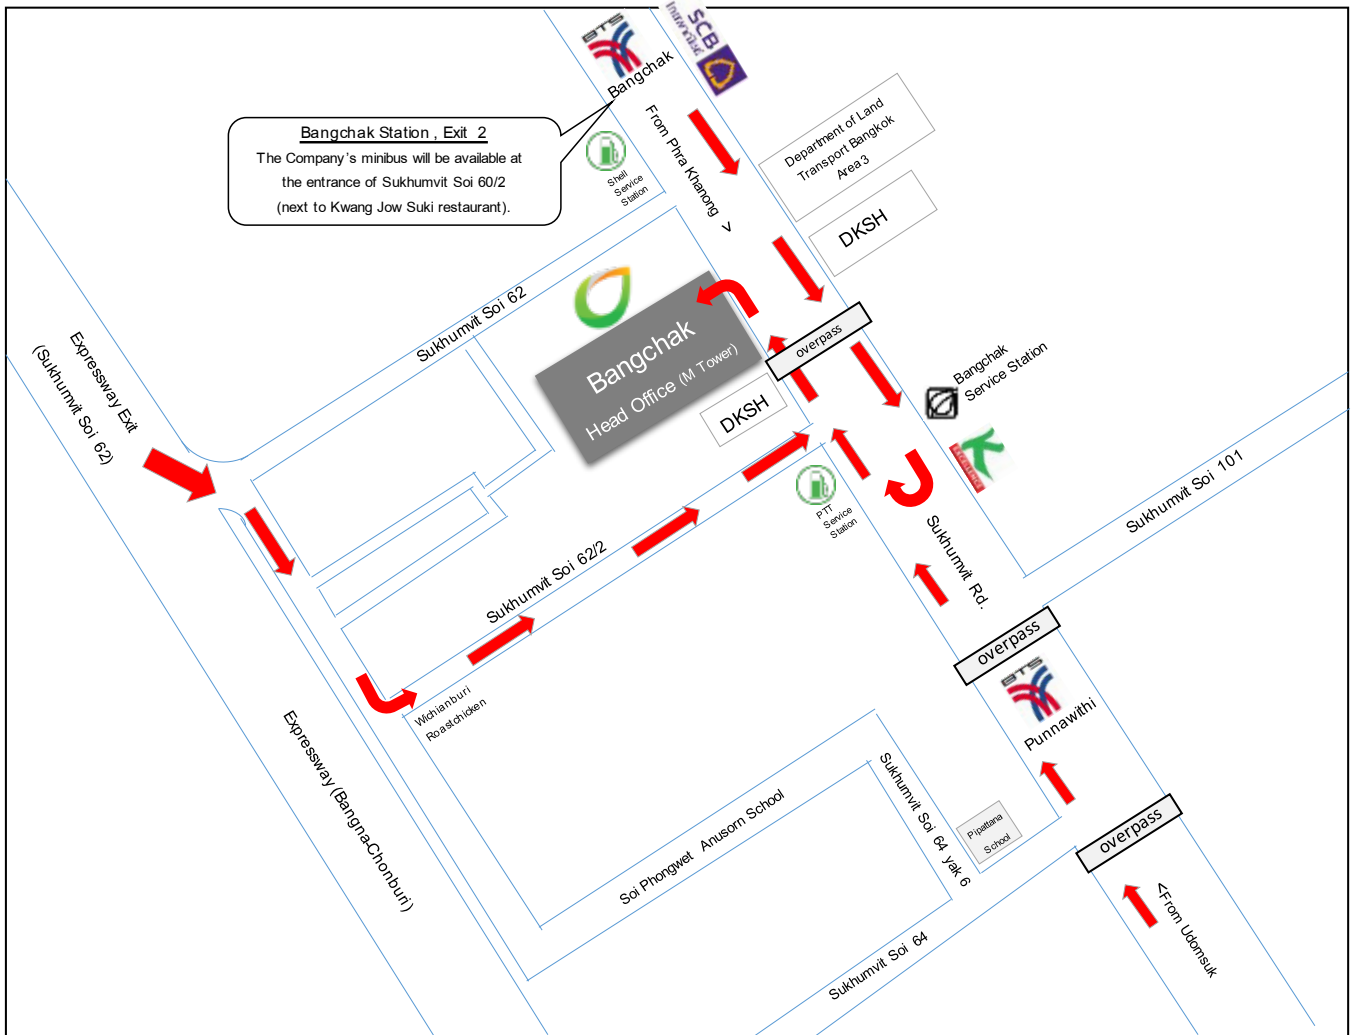 BTS
Bangchak
SCB
From Phra Khanong >
Bangchak Station , Exit 2
The Company's minibus will be available at
the entrance of Sukhumvit Soi 60/2
(next to Kwang Jow Suki restaurant).
Shell
Service
Station
Department of Land
Transport Bangkok
Area 3
DKSH
Sukhumvit Soi 62
Expressway Exit
(Sukhumvit Soi 62)
Bangchak
Head Office (M Tower)
overpass
DKSH
Bangchak
Service Station
K
EXCELLENCE
Sukhumvit Soi 101
PTT
Service
Station
Sukhumvit Rd.
Sukhumvit Soi 62/2
overpass
BTS
Punnawithi
Wichianburi
Roastchicken
Expressway (Bangna-Chonburi)
Soi Phongwet Anusorn School
Sukhumvit Soi 64 yak 6
Pipattana
School
overpass
<From Udomsuk
Sukhumvit Soi 64